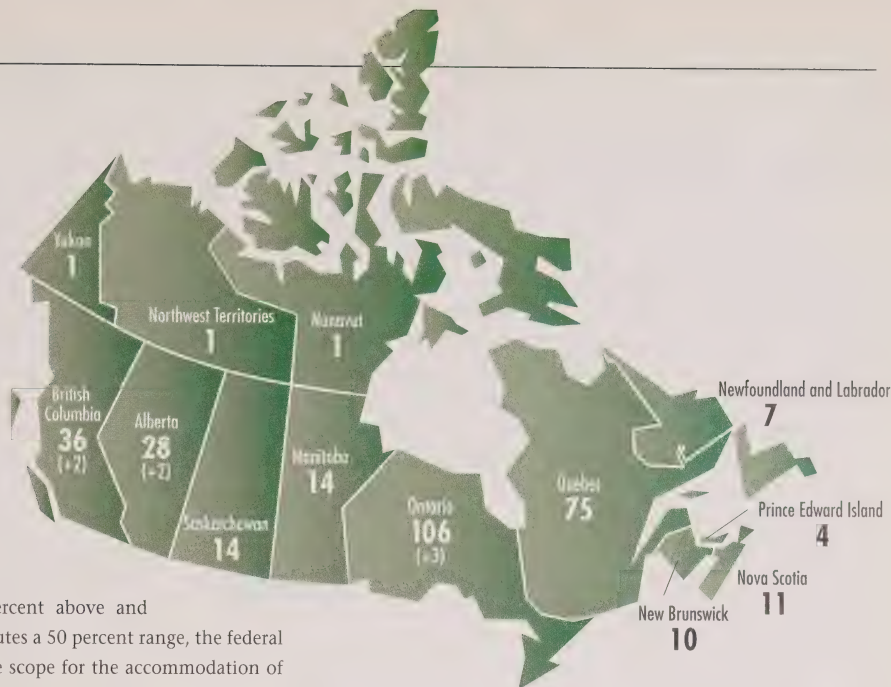 Yukon
1
Northwest Territories
1
Nunavut
1
British
Columbia
36
(+2)
Alberta
28
(+2)
Saskatchewan
14
Manitoba
14
Ontario
106
(+3)
Quebec
75
Newfoundland and Labrador
7
Prince Edward Island
4
Nova Scotia
11
New Brunswick
10
ercent above and
utes a 50 percent range, the federal
e scope for the accommodation of